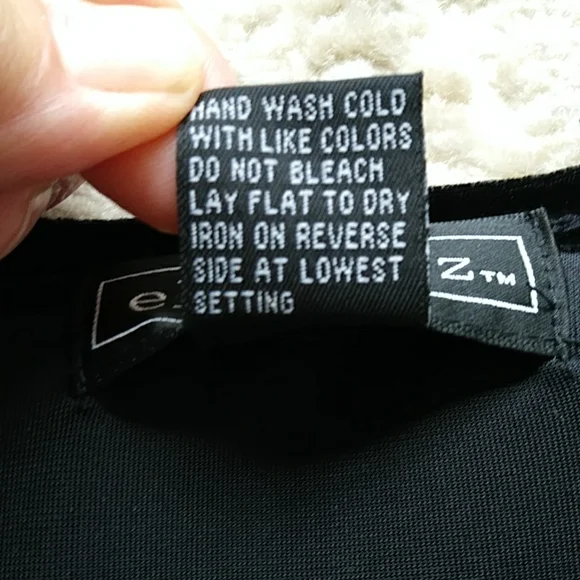 HAND WASH COLD
WITH LIKE COLORS
DO NOT BLEACH
LAY FLAT TO DRY
IRON ON REVERSE
SIDE AT LOWEST
SETTING
e
Z™